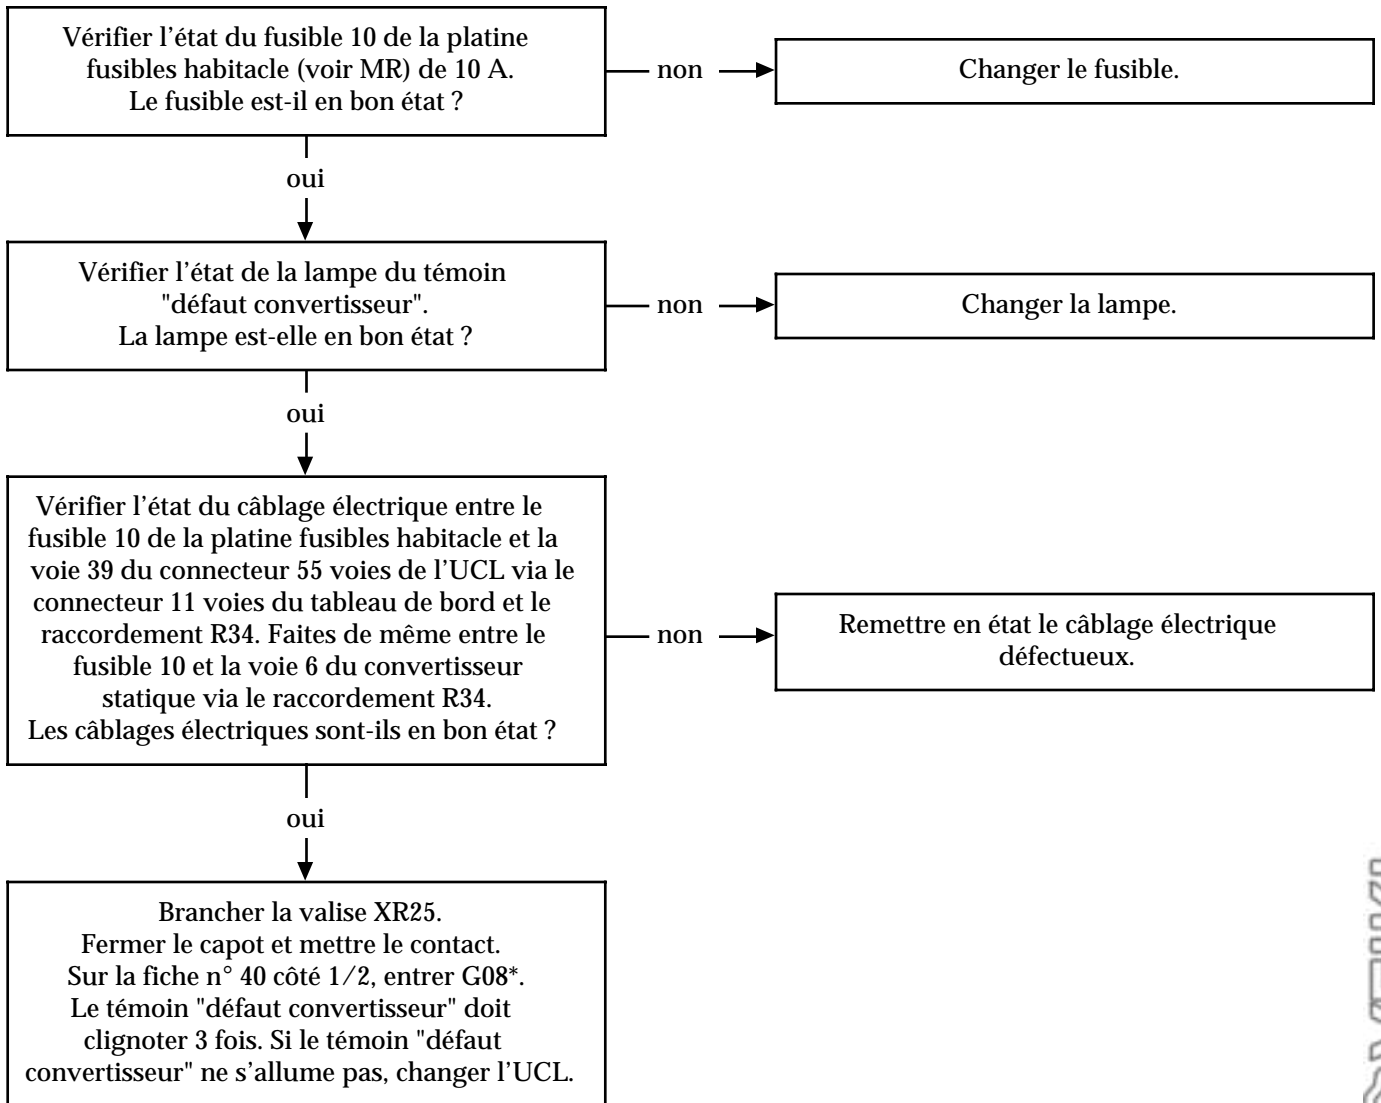 Vérifier l'état du fusible 10 de la platine
fusibles habitacle (voir MR) de 10 A.
Le fusible est-il en bon état ?
non
Changer le fusible.
oui
Vérifier l'état de la lampe du témoin
"défaut convertisseur".
La lampe est-elle en bon état ?
non
Changer la lampe.
oui
Vérifier l'état du câblage électrique entre le
fusible 10 de la platine fusibles habitacle et la
voie 39 du connecteur 55 voies de l'UCL via le
connecteur 11 voies du tableau de bord et le
raccordement R34. Faites de même entre le
fusible 10 et la voie 6 du convertisseur
statique via le raccordement R34.
Les câblages électriques sont-ils en bon état ?
non
Remettre en état le câblage électrique
défectueux.
oui
Brancher la valise XR25.
Fermer le capot et mettre le contact.
Sur la fiche n° 40 côté 1/2, entrer G08*.
Le témoin "défaut convertisseur" doit
clignoter 3 fois. Si le témoin "défaut
convertisseur" ne s'allume pas, changer l'UCL.